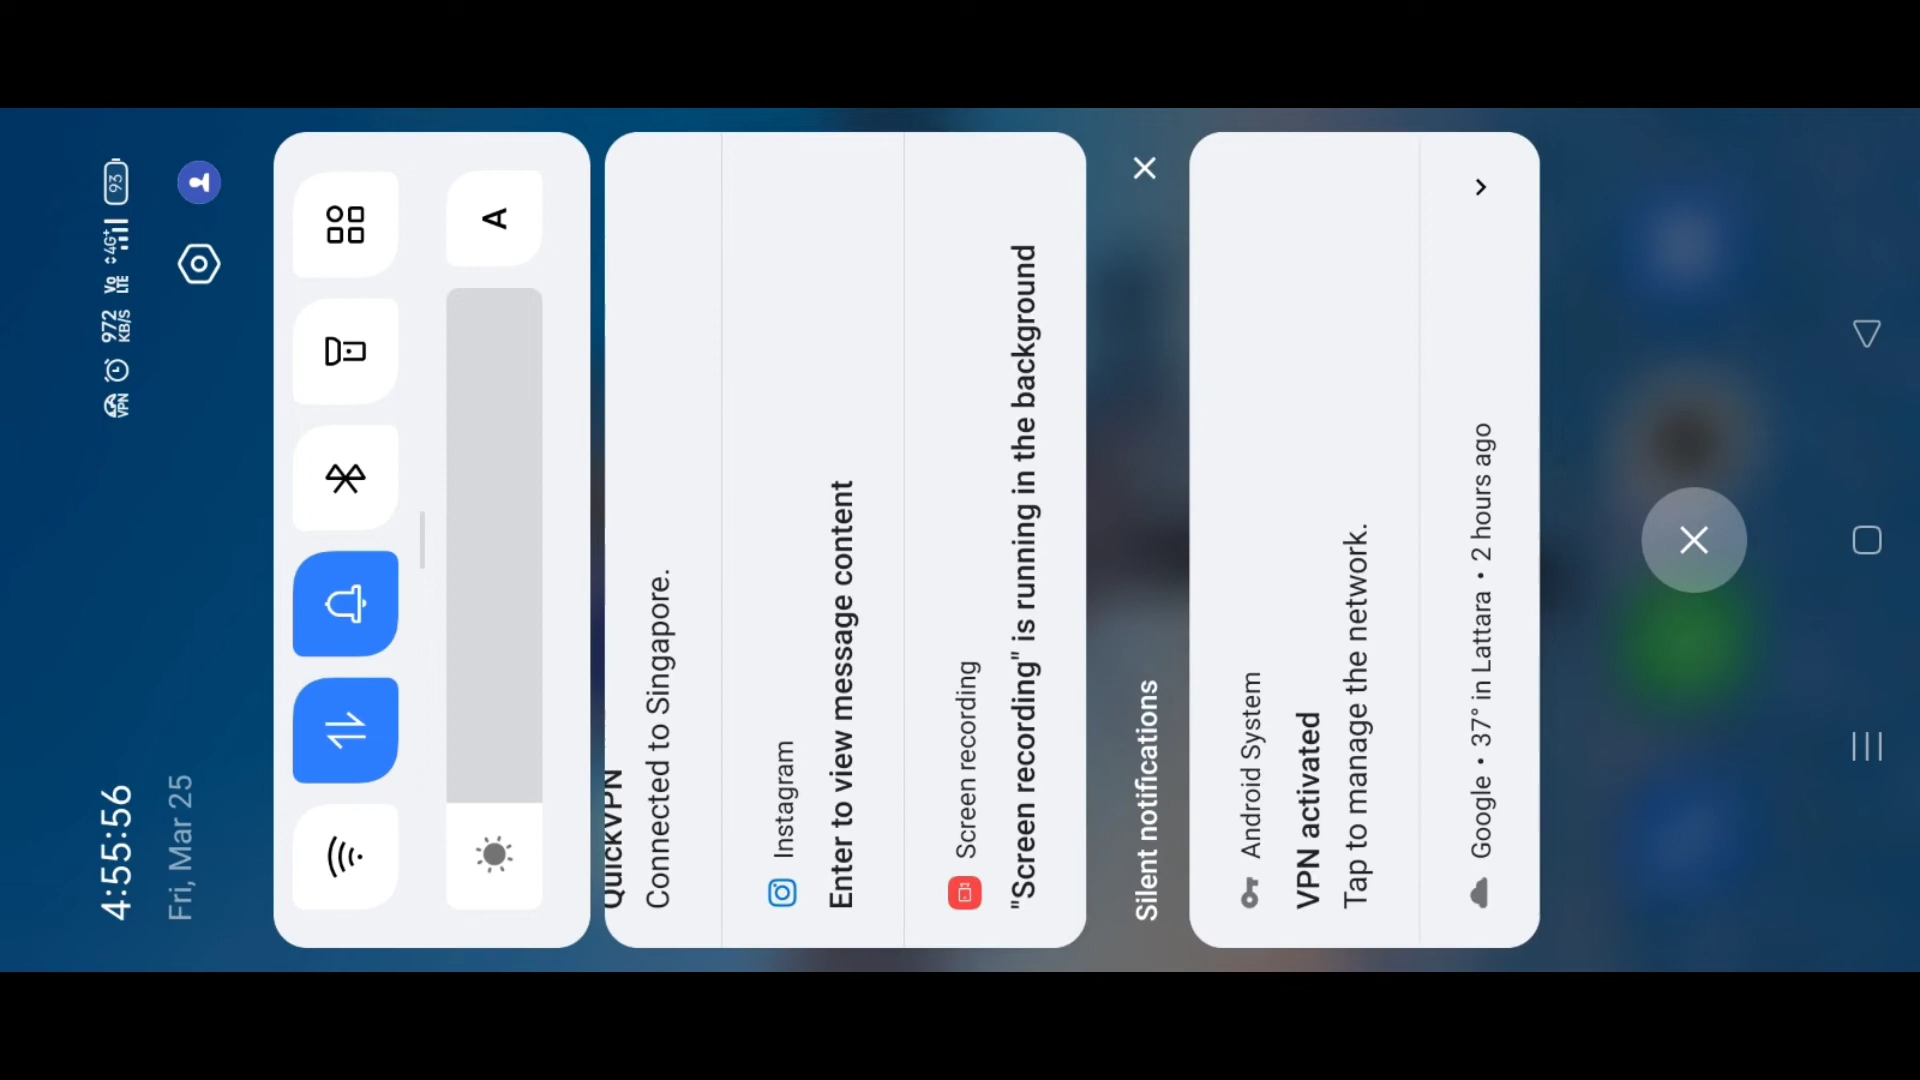 4:55:56
VPN 972 KB/S Vo LTE 4G+ 93
Fri, Mar 25
A
QuickVPN
Connected to Singapore.
Instagram
Enter to view message content
Screen recording
"Screen recording" is running in the background
Silent notifications
Android System
VPN activated
Tap to manage the network.
Google • 37° in Lattara • 2 hours ago